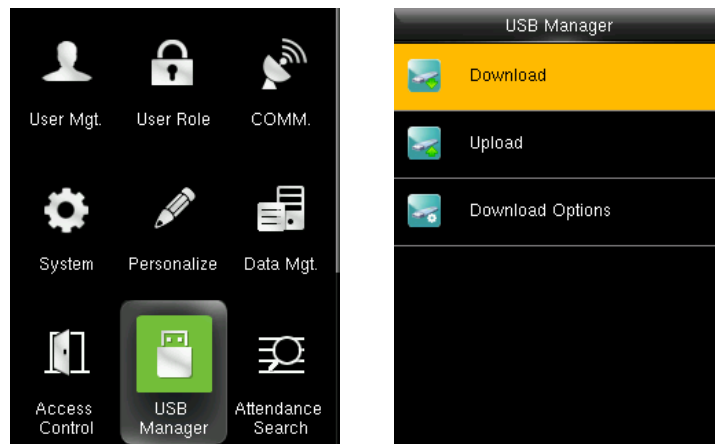 User Mgt.
User Role
COMM.
System
Personalize
Data Mgt.
Access
Control
USB
Manager
Attendance
Search
USB Manager
Download
Upload
Download Options